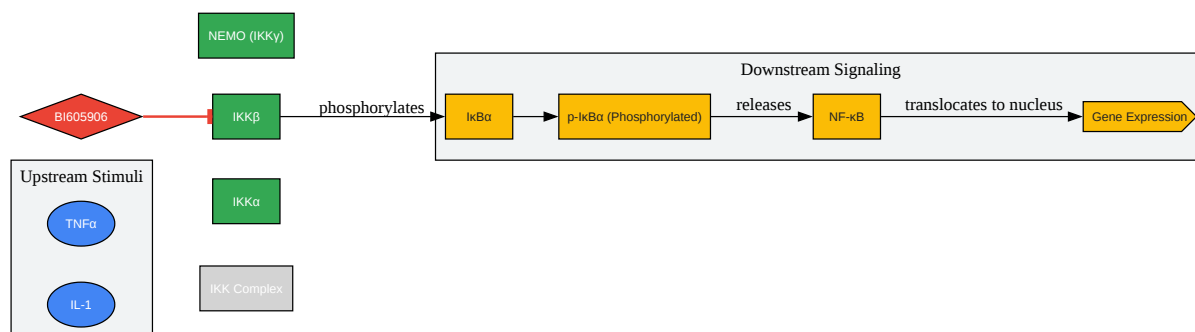 NEMO (IKKγ)
Downstream Signaling
BI605906
IKKβ
phosphorylates
IκBα
p-IκBα (Phosphorylated)
releases
NF-κB
translocates to nucleus
Gene Expression
Upstream Stimuli
TNFα
IL-1
IKKα
IKK Complex